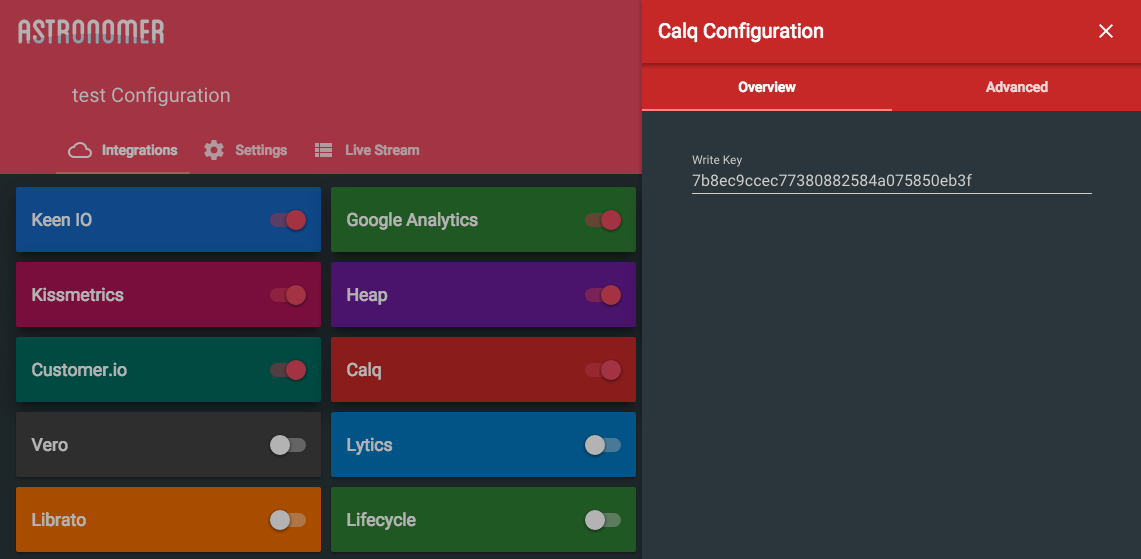 ASTRONOMER
test Configuration
Integrations
Settings
Live Stream
Keen IO
Google Analytics
Kissmetrics
Heap
Customer.io
Calq
Vero
Lytics
Librato
Lifecycle
Calq Configuration
Overview
Advanced
Write Key
7b8ec9ccec77380882584a075850eb3f